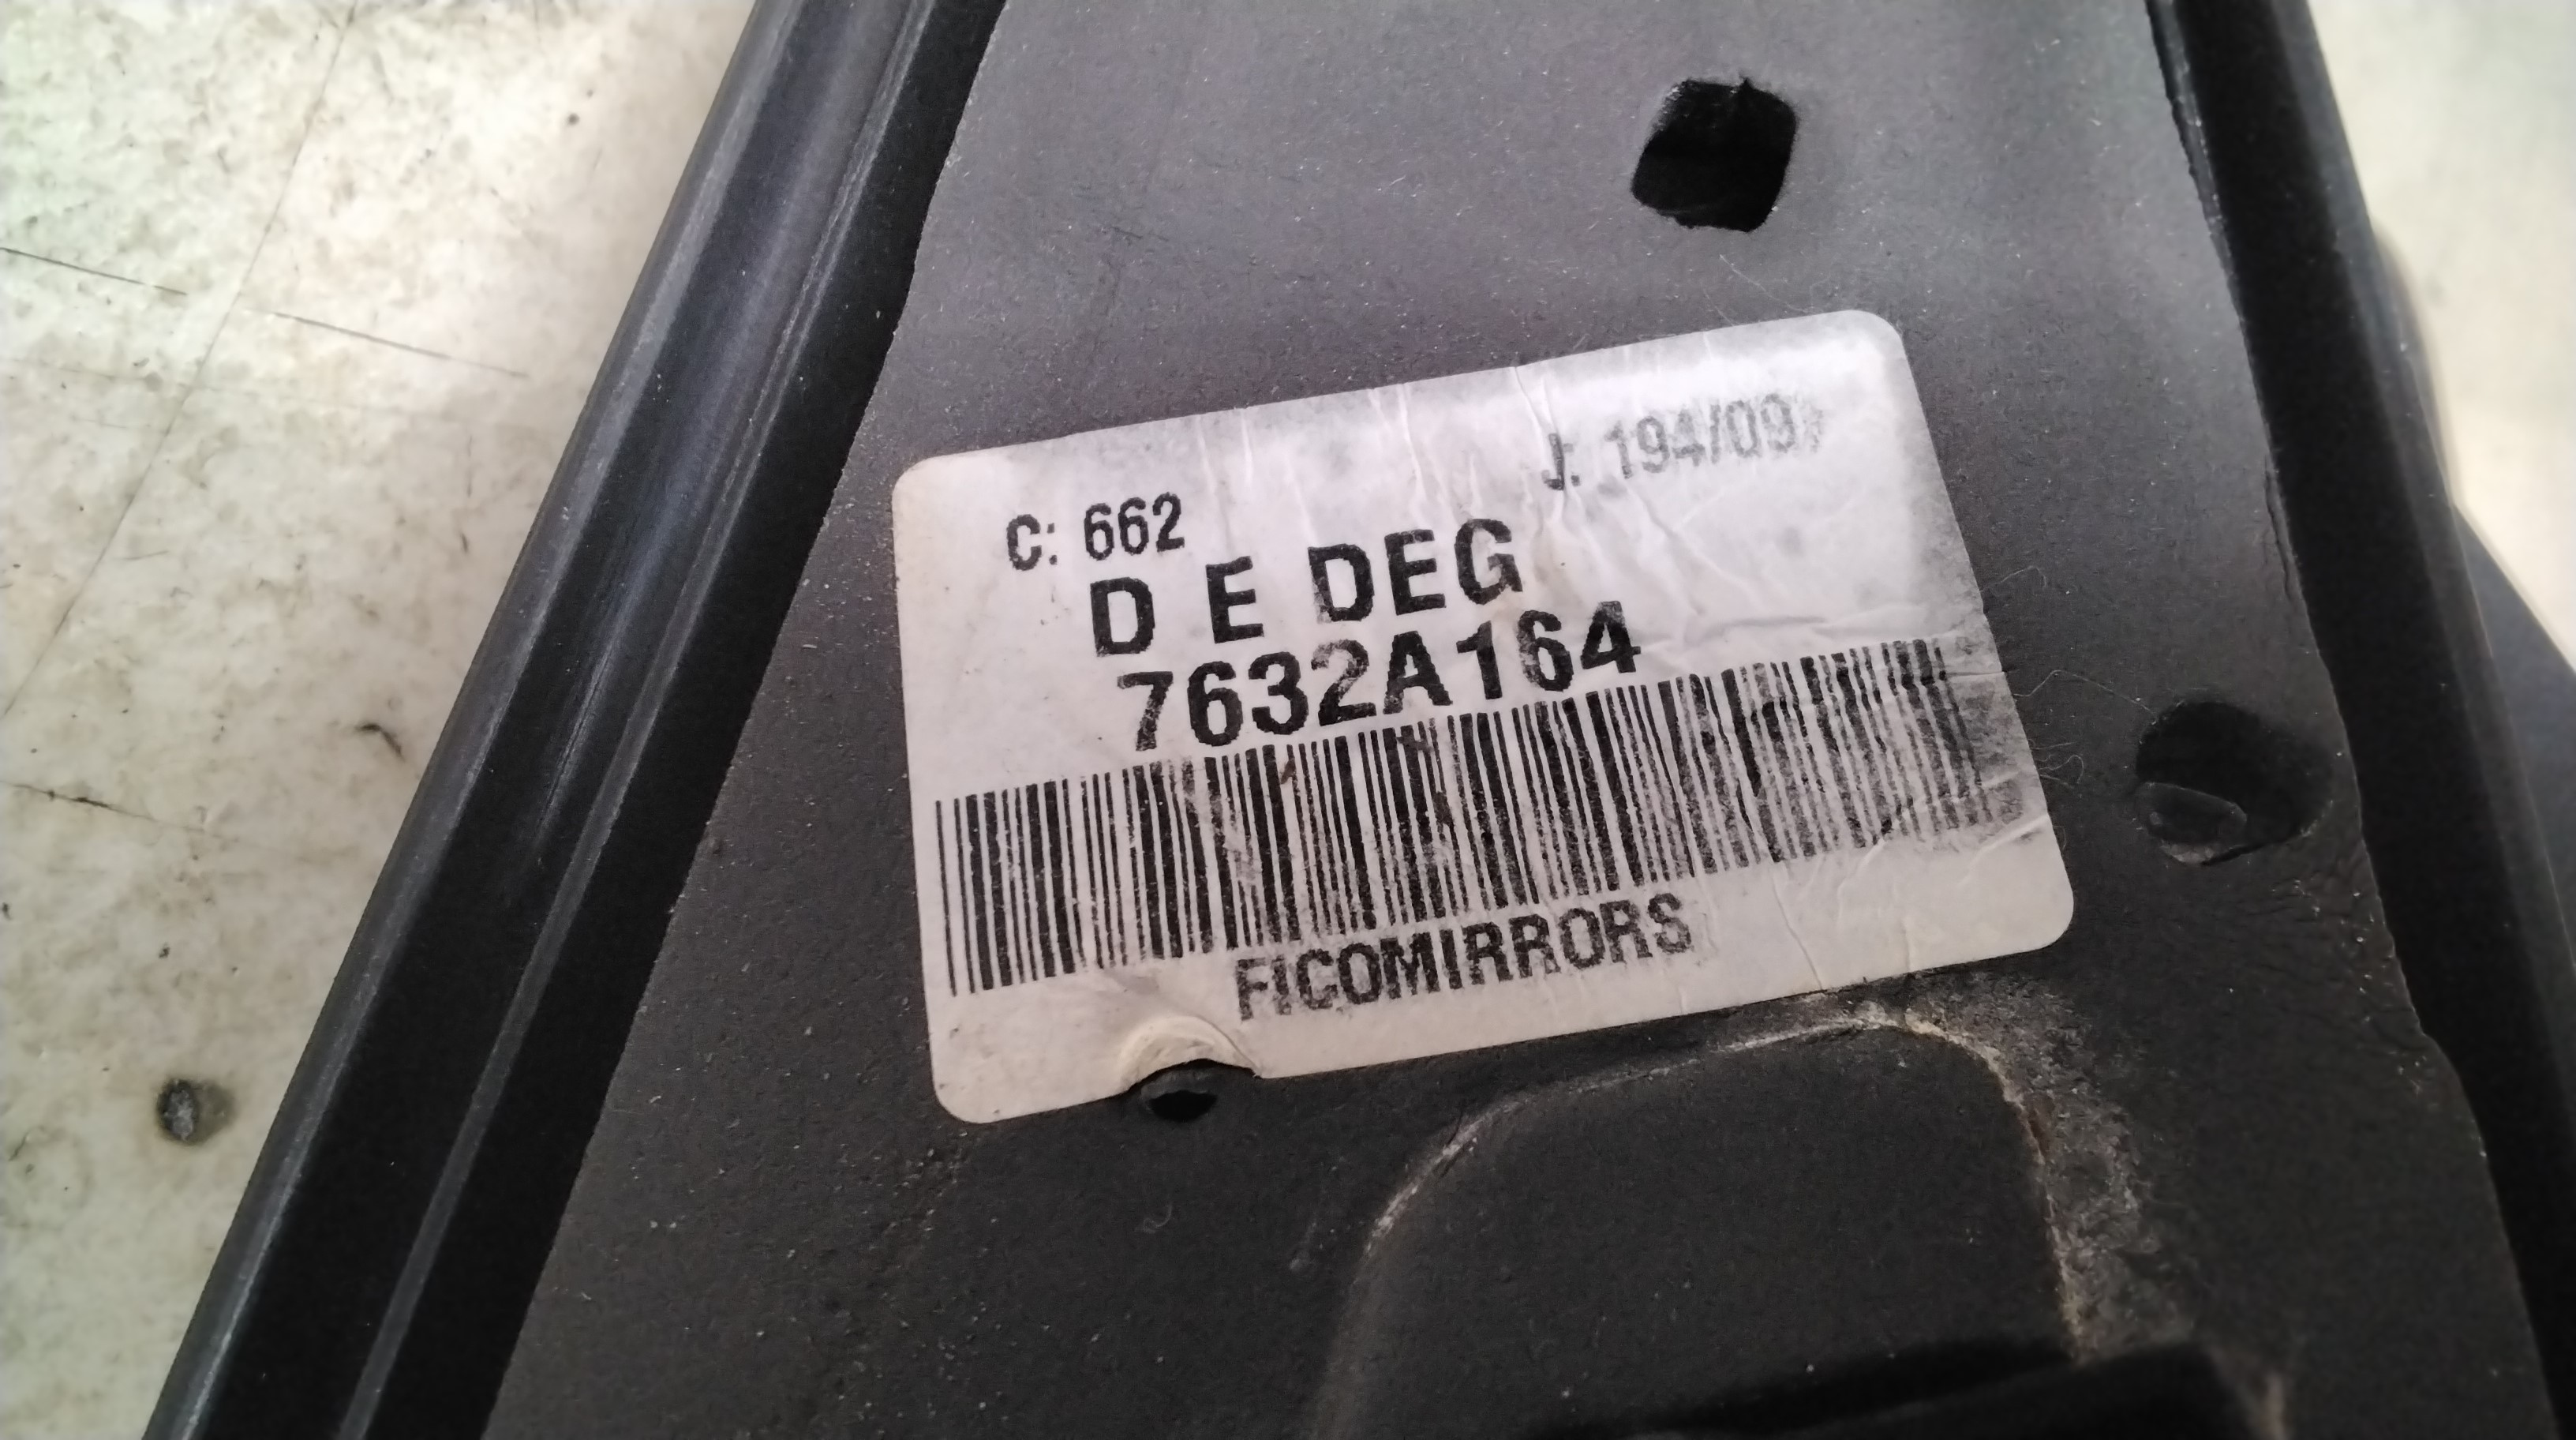 C: 662
J: 194/09
D E DEG
7632A164
FICOMIRRORS